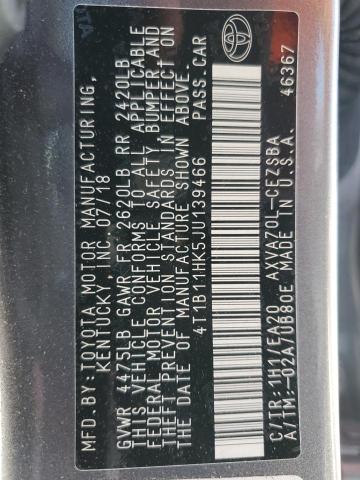 MFD.BY:TOYOTA MOTOR MANUFACTURING,
KENTUCKY, INC. 07/18
GVWR 4475LB GAWR FR 2620LB RR 2420LB
THIS VEHICLE CONFORMS TO ALL APPLICABLE
FEDERAL MOTOR VEHICLE SAFETY, BUMPER AND
THEFT PREVENTION STANDARDS IN EFFECT ON
THE DATE OF MANUFACTURE SHOWN ABOVE.
4T1B11HK5JU139466 PASS.CAR
C/TR:1H1/EA20 AXVA70L-CEZSBA
A/TM:-02A/UB80E MADE IN U.S.A. 46367